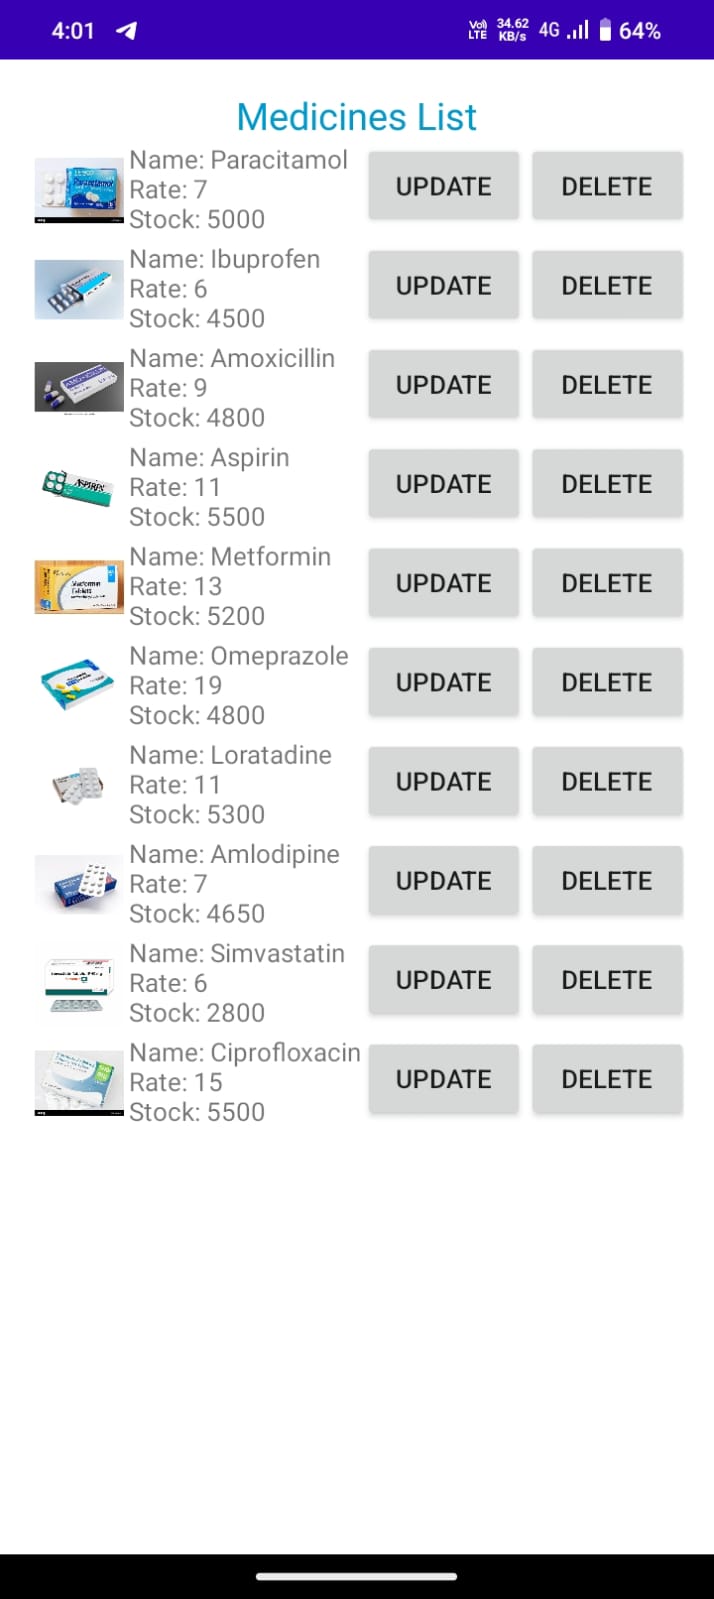 4:01 Vo) LTE 34.62 KB/s 4G 64%
Medicines List
Name: Paracitamol
Rate: 7
Stock: 5000
UPDATE DELETE
Name: Ibuprofen
Rate: 6
Stock: 4500
UPDATE DELETE
Name: Amoxicillin
Rate: 9
Stock: 4800
UPDATE DELETE
Name: Aspirin
Rate: 11
Stock: 5500
UPDATE DELETE
Name: Metformin
Rate: 13
Stock: 5200
UPDATE DELETE
Name: Omeprazole
Rate: 19
Stock: 4800
UPDATE DELETE
Name: Loratadine
Rate: 11
Stock: 5300
UPDATE DELETE
Name: Amlodipine
Rate: 7
Stock: 4650
UPDATE DELETE
Name: Simvastatin
Rate: 6
Stock: 2800
UPDATE DELETE
Name: Ciprofloxacin
Rate: 15
Stock: 5500
UPDATE DELETE